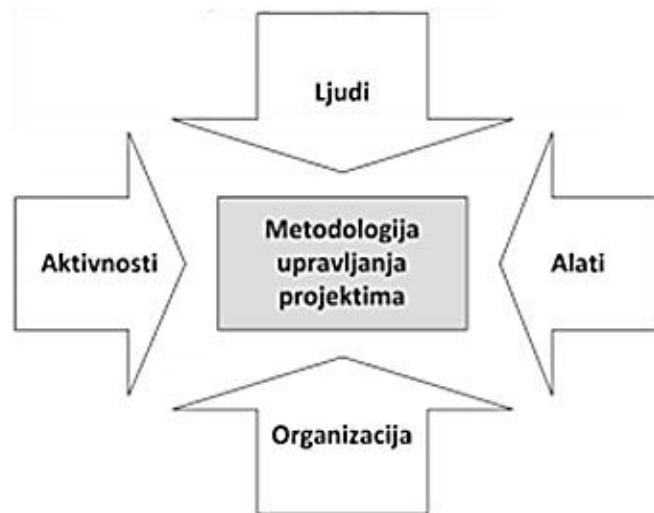 Ljudi
Aktivnosti
Metodologija
upravljanja
projektima
Alati
Organizacija